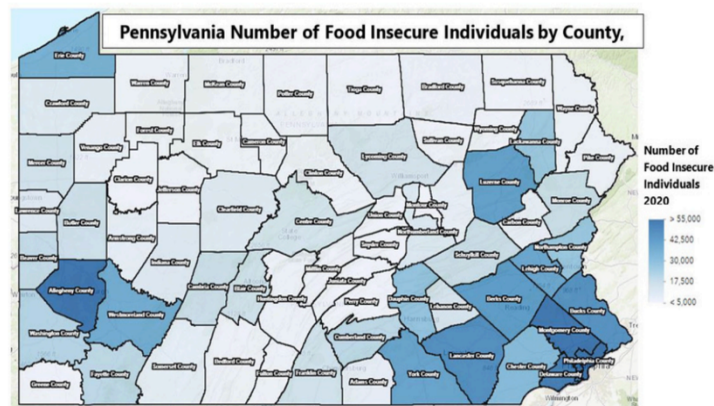 Pennsylvania Number of Food Insecure Individuals by County,
Erie County
Warren County
McKean County
Potter County
Tioga County
Bradford County
Susquehanna County
Crawford County
Wayne County
Forest County
Elk County
Cameron County
Sullivan County
Wyoming County
Lackawanna County
Pike County
Venango County
Mercer County
Clarion County
Jefferson County
Clinton County
Lycoming County
Luzerne County
Monroe County
Lawrence County
Butler County
Armstrong County
Clearfield County
Centre County
Union County
Northumberland County
Snyder County
Schuylkill County
Northampton County
Lehigh County
Beaver County
Indiana County
Cambria County
Blair County
Mifflin County
Juniata County
Allegheny County
Westmoreland County
Huntingdon County
Perry County
Dauphin County
Lebanon County
Berks County
Bucks County
Montgomery County
Washington County
Cumberland County
Lancaster County
Chester County
Philadelphia County
Delaware County
Greene County
Fayette County
Somerset County
Bedford County
Fulton County
Franklin County
Adams County
York County
Wilmington
Number of
Food Insecure
Individuals
2020
> 55,000
42,500
30,000
17,500
< 5,000